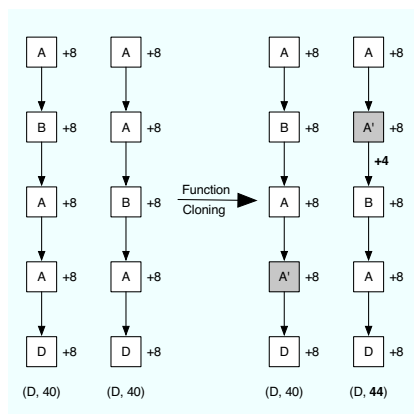 A +8 A +8 A +8 A +8
B +8 A +8 B +8 A' +8
+4
A +8 B +8 A +8 B +8
Function
Cloning
A +8 A +8 A' +8 A +8
D +8 D +8 D +8 D +8
(D, 40) (D, 40) (D, 40) (D, 44)